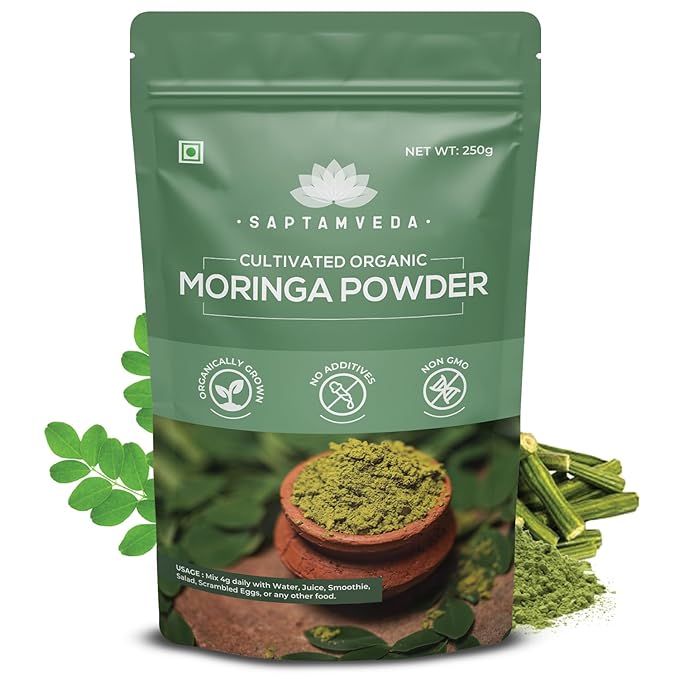 NET WT: 250g
· SAPTAMVEDA ·
CULTIVATED ORGANIC
MORINGA POWDER
ORGANICALLY GROWN
NO ADDITIVES
NON GMO
USAGE : Mix 4g daily with Water, Juice, Smoothie,
Salad, Scrambled Eggs, or any other food.